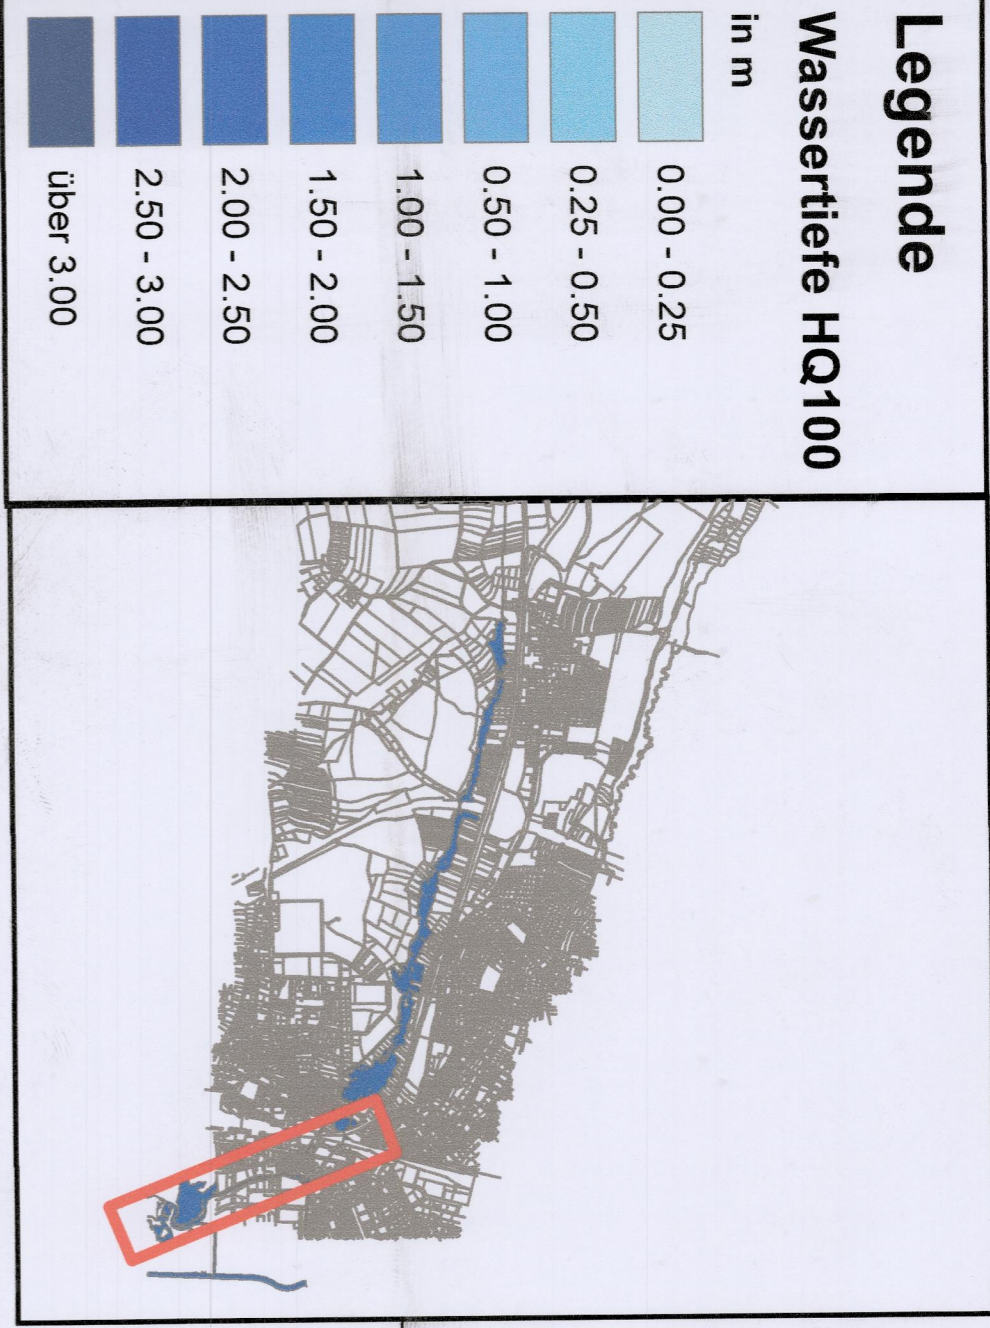 Legende
Wassertiefe HQ100
in m
0.00 - 0.25
0.25 - 0.50
0.50 - 1.00
1.00 - 1.50
1.50 - 2.00
2.00 - 2.50
2.50 - 3.00
über 3.00